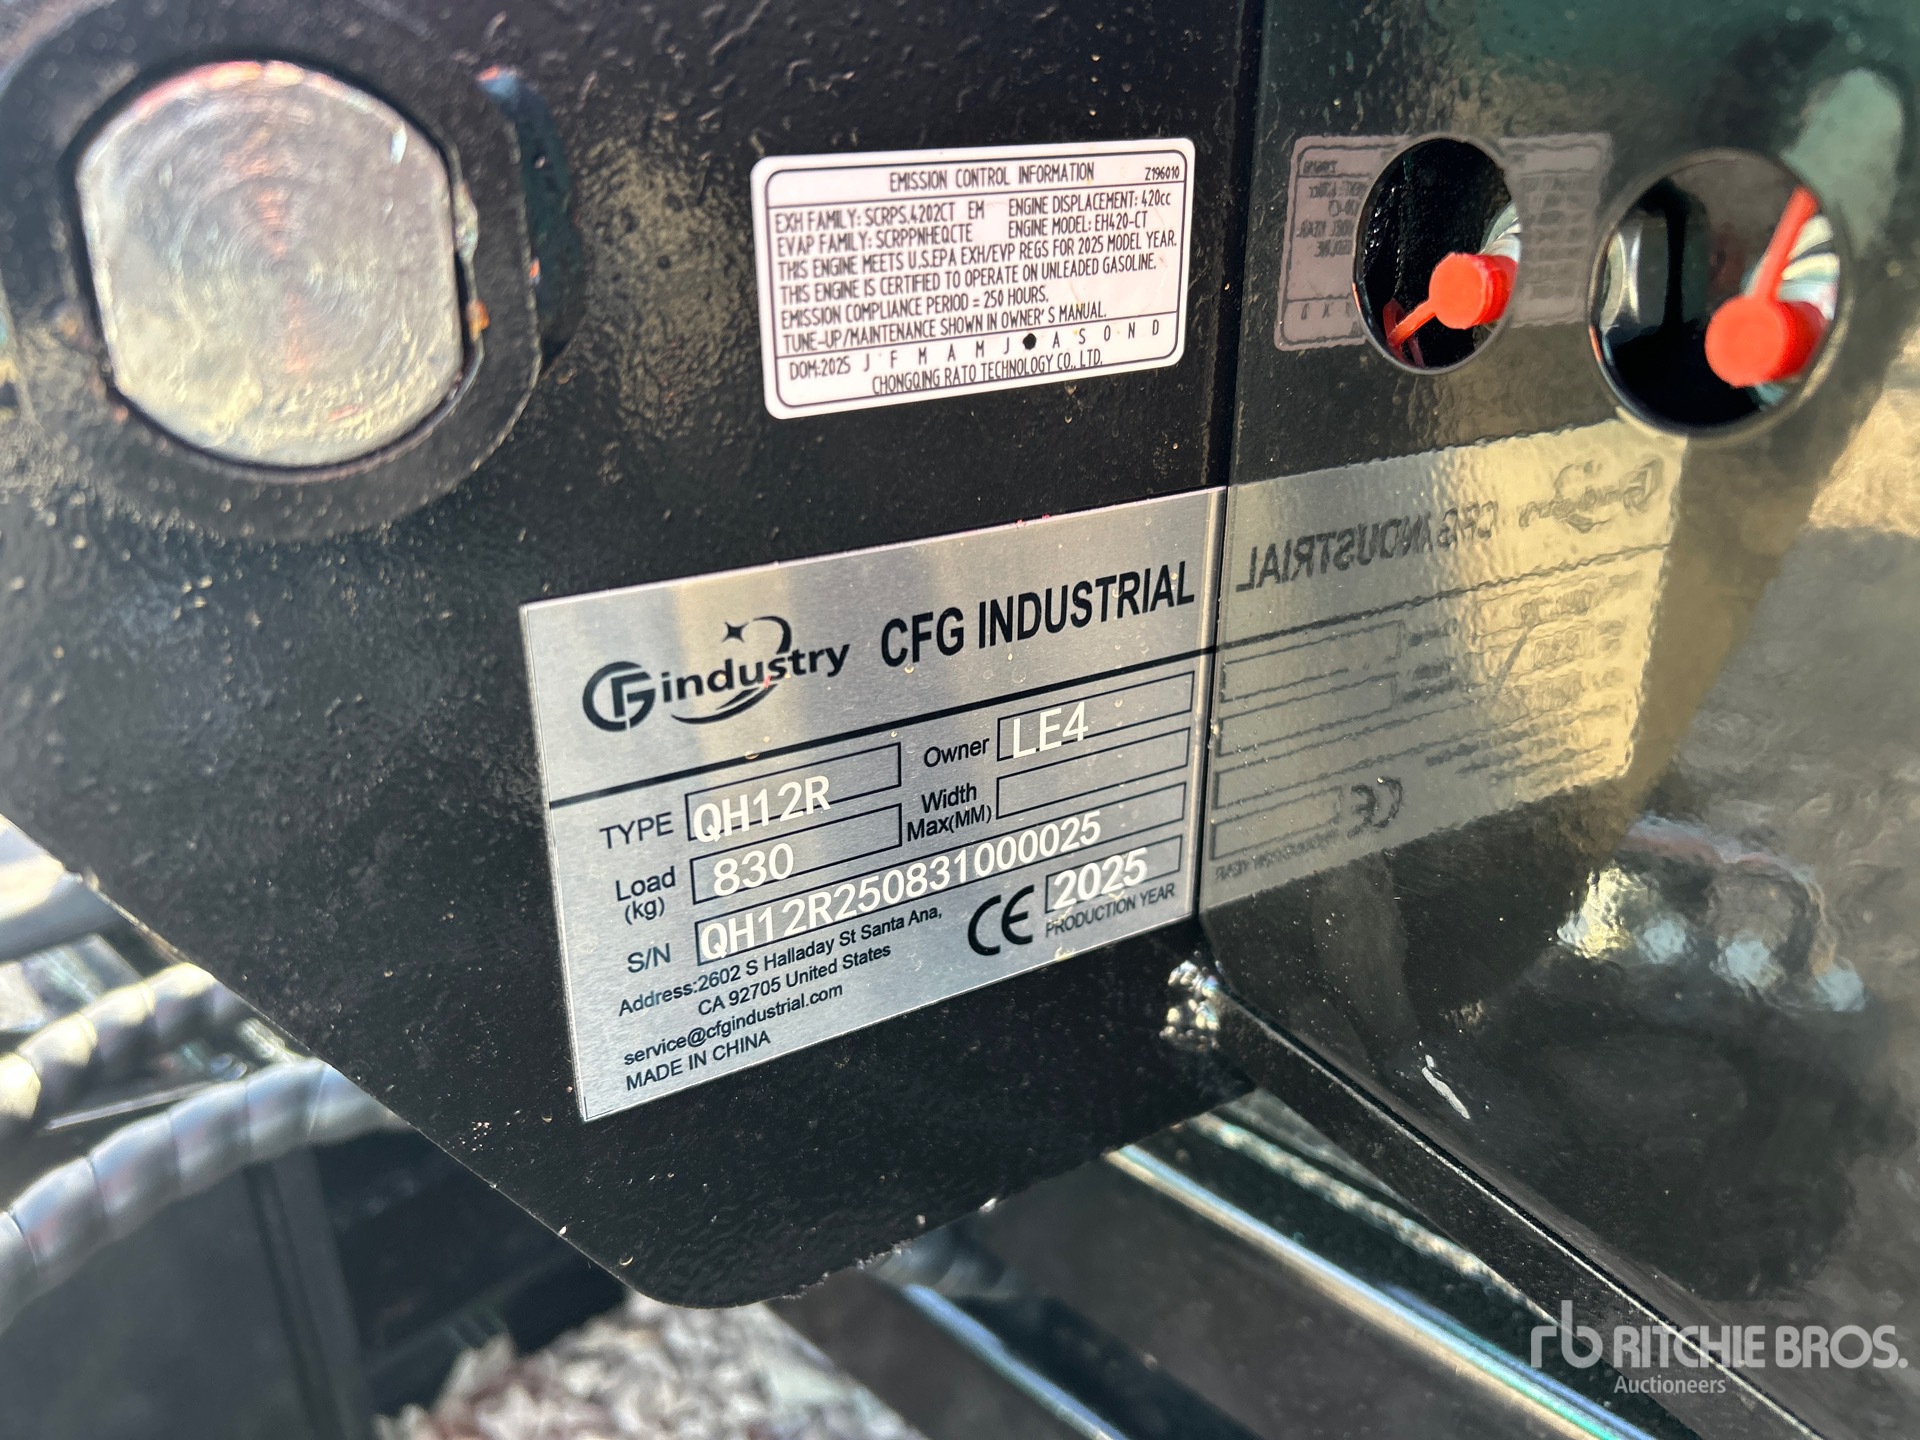 EMISSION CONTROL INFORMATION Z196010
EXH FAMILY: SCRPS.4202CT EM ENGINE DISPLACEMENT: 420cc
EVAP FAMILY: SCRPPNHEQCTE ENGINE MODEL: EH420-CT
THIS ENGINE MEETS U.S.EPA EXH/EVP REGS FOR 2025 MODEL YEAR.
THIS ENGINE IS CERTIFIED TO OPERATE ON UNLEADED GASOLINE.
EMISSION COMPLIANCE PERIOD = 250 HOURS.
TUNE-UP/MAINTENANCE SHOWN IN OWNER'S MANUAL.
DOM:2025 J F M A M J ● A S O N D
CHONGQING RATO TECHNOLOGY CO., LTD.
CFG industry CFG INDUSTRIAL
TYPE QH12R Owner LE4
Load (kg) 830 Width Max(MM)
S/N QH12R250831000025
Address:2602 S Halladay St Santa Ana,
CA 92705 United States
CE 2025
PRODUCTION YEAR
service@cfgindustrial.com
MADE IN CHINA
rb RITCHIE BROS.
Auctioneers